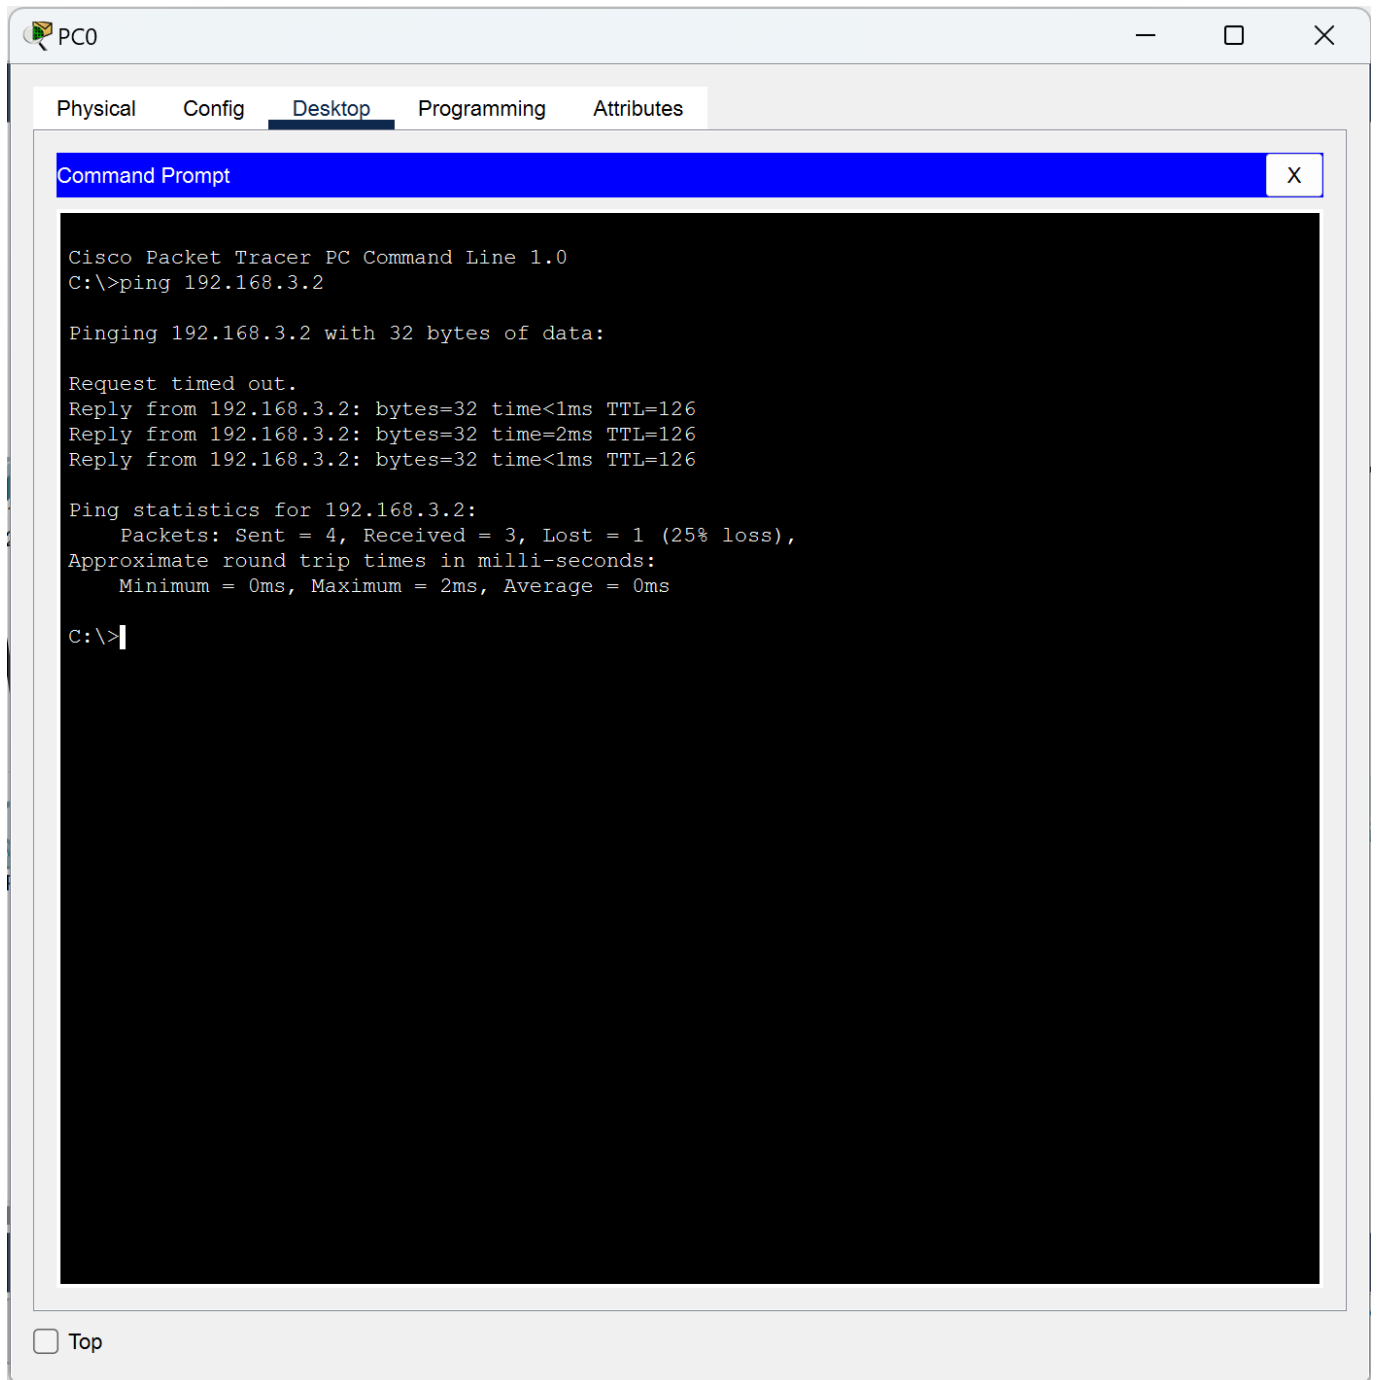 PC0
Physical Config Desktop Programming Attributes
Command Prompt X
Cisco Packet Tracer PC Command Line 1.0
C:\>ping 192.168.3.2
Pinging 192.168.3.2 with 32 bytes of data:
Request timed out.
Reply from 192.168.3.2: bytes=32 time<1ms TTL=126
Reply from 192.168.3.2: bytes=32 time=2ms TTL=126
Reply from 192.168.3.2: bytes=32 time<1ms TTL=126
Ping statistics for 192.168.3.2:
    Packets: Sent = 4, Received = 3, Lost = 1 (25% loss),
Approximate round trip times in milli-seconds:
    Minimum = 0ms, Maximum = 2ms, Average = 0ms
C:\>
Top